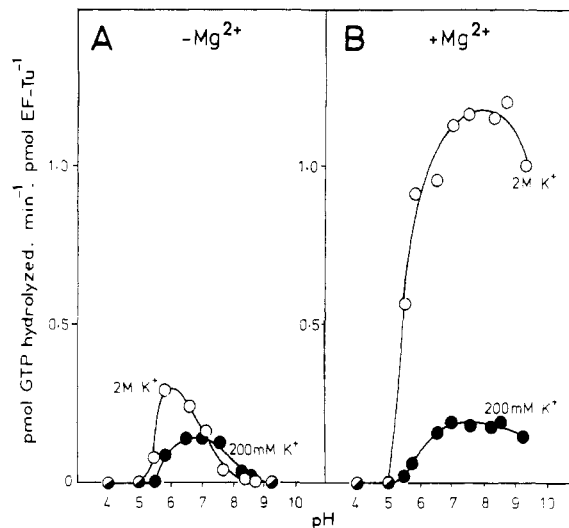 A
-Mg²⁺
B
+Mg²⁺
pmol GTP hydrolyzed. min⁻¹. pmol EF-Tu⁻¹
1.0
0.5
0
2M K⁺
200mM K⁺
1.0
0.5
0
2M K⁺
200mM K⁺
4 5 6 7 8 9 10
4 5 6 7 8 9 10
pH